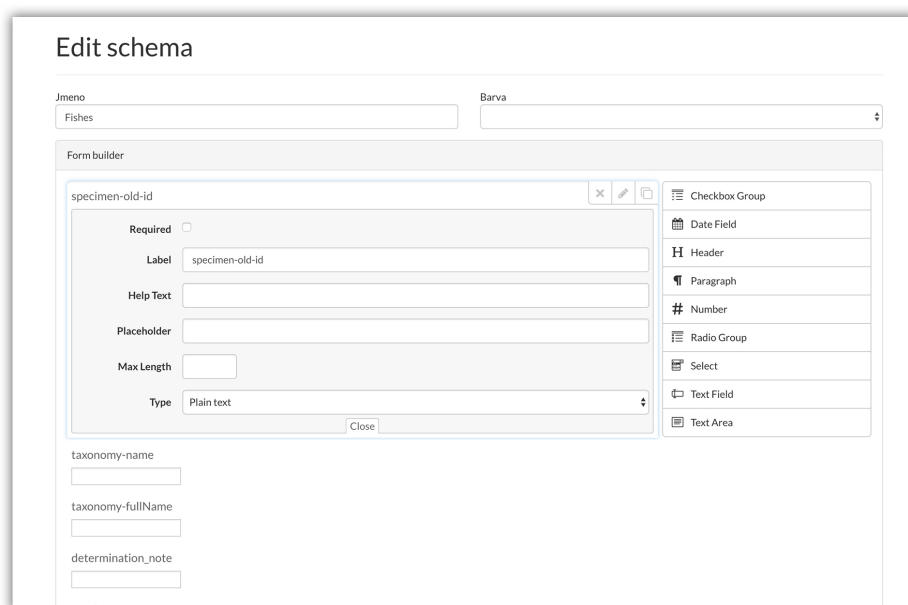 Edit schema
Jmeno
Barva
Fishes
Form builder
specimen-old-id
Required
Label
specimen-old-id
Help Text
Placeholder
Max Length
Type
Plain text
Close
Checkbox Group
Date Field
Header
Paragraph
Number
Radio Group
Select
Text Field
Text Area
taxonomy-name
taxonomy-fullName
determination_note